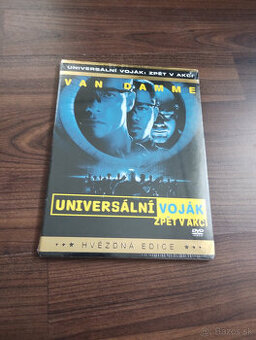 UNIVERSÁLNÍ VOJÁK: ZPĚT V AKCI
VAN DAMME
UNIVERSÁLNÍ VOJÁK
ZPĚT V AKCI
DVD
HVĚZDNÁ EDICE
bazos.sk